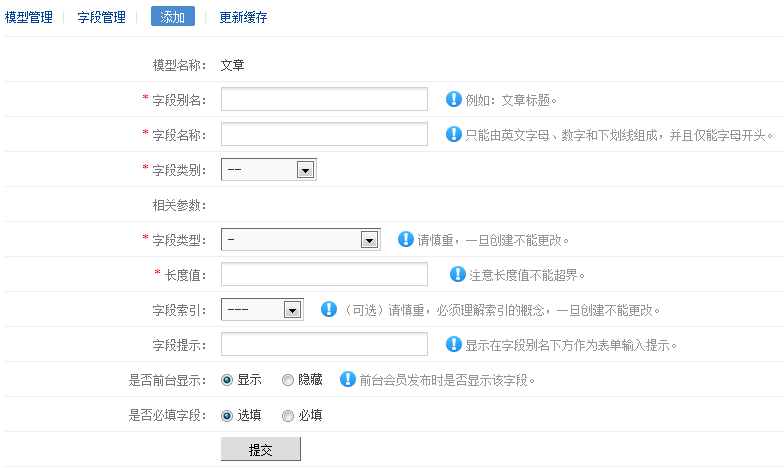 模型管理 字段管理 添加 更新缓存
模型名称： 文章
* 字段别名： 例如：文章标题。
* 字段名称： 只能由英文字母、数字和下划线组成，并且仅能字母开头。
* 字段类别： --
相关参数：
* 字段类型： - 请慎重，一旦创建不能更改。
* 长度值： 注意长度值不能超界。
字段索引： --- （可选）请慎重，必须理解索引的概念，一旦创建不能更改。
字段提示： 显示在字段别名下方作为表单输入提示。
是否前台显示： 显示 隐藏 前台会员发布时是否显示该字段。
是否必填字段： 选填 必填
提交